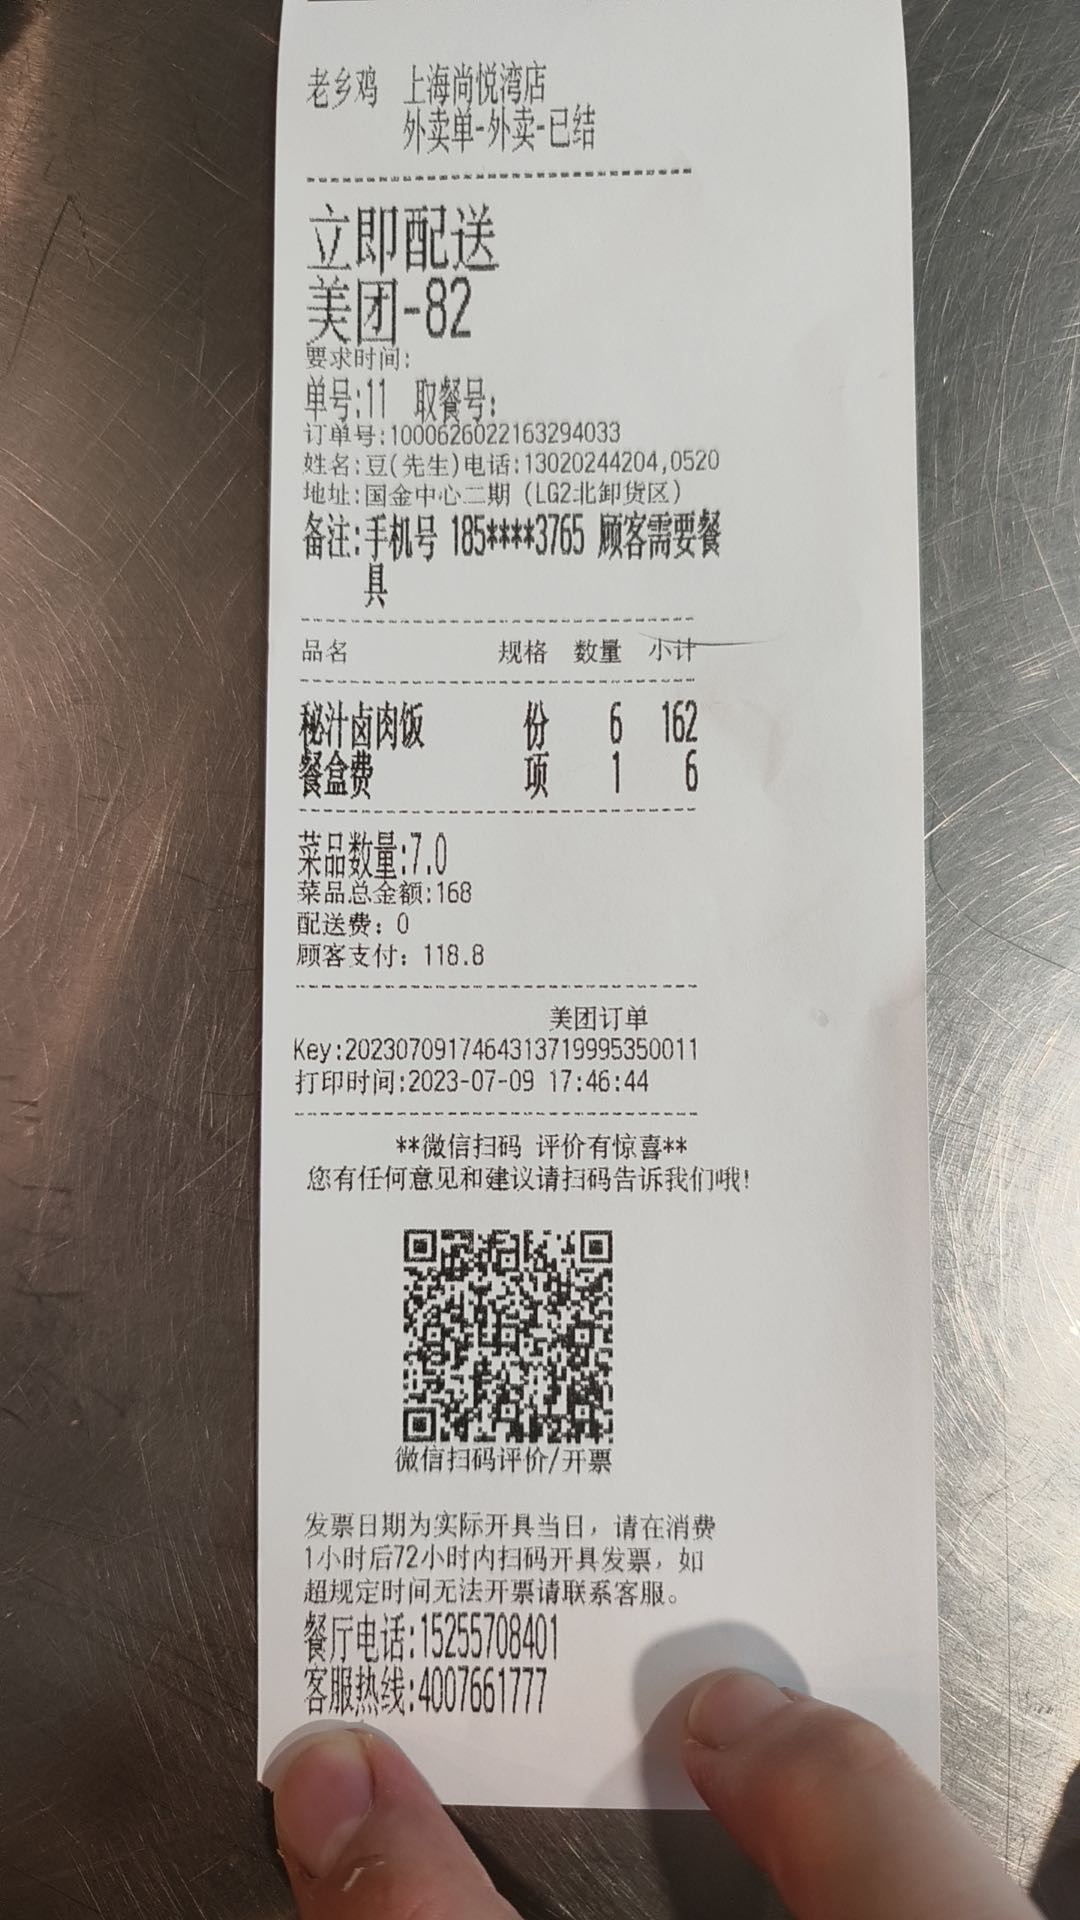 老乡鸡 上海尚悦湾店
外卖单-外卖-已结
立即配送
美团-82
要求时间:
单号:11 取餐号:
订单号:1000626022163294033
姓名:豆(先生)电话:13020244204,0520
地址:国金中心二期 (LG2北卸货区)
备注:手机号 185****3765 顾客需要餐
具
品名 规格 数量 小计
秘汁卤肉饭 份 6 162
餐盒费 项 1 6
菜品数量:7.0
菜品总金额:168
配送费: 0
顾客支付: 118.8
美团订单
Key:2023070917464313719995350011
打印时间:2023-07-09 17:46:44
**微信扫码 评价有惊喜**
您有任何意见和建议请扫码告诉我们哦!
微信扫码评价/开票
发票日期为实际开具当日，请在消费
1小时后72小时内扫码开具发票，如
超规定时间无法开票请联系客服。
餐厅电话:15255708401
客服热线:4007661777